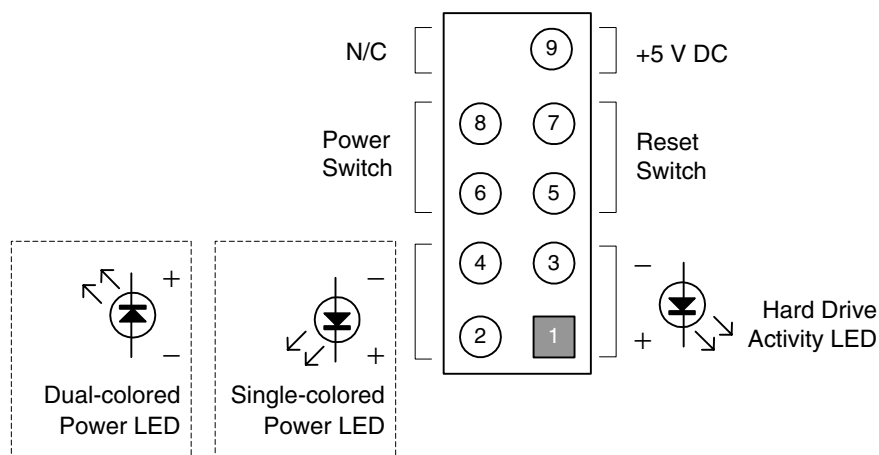 N/C
9
+5 V DC
8
7
Power
Switch
Reset
Switch
6
5
4
3
+
−
−
2
1
−
+
+
Hard Drive
Activity LED
Dual-colored
Power LED
Single-colored
Power LED